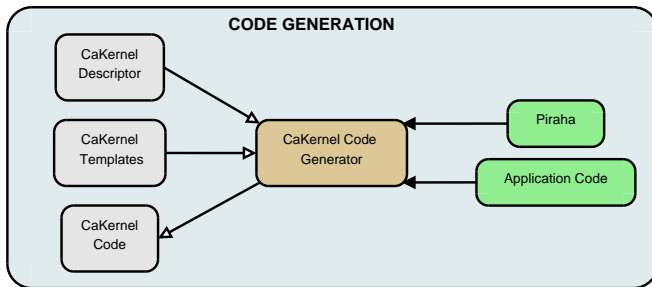 CODE GENERATION
CaKernel
Descriptor
CaKernel
Templates
CaKernel
Code
CaKernel Code
Generator
Piraha
Application Code